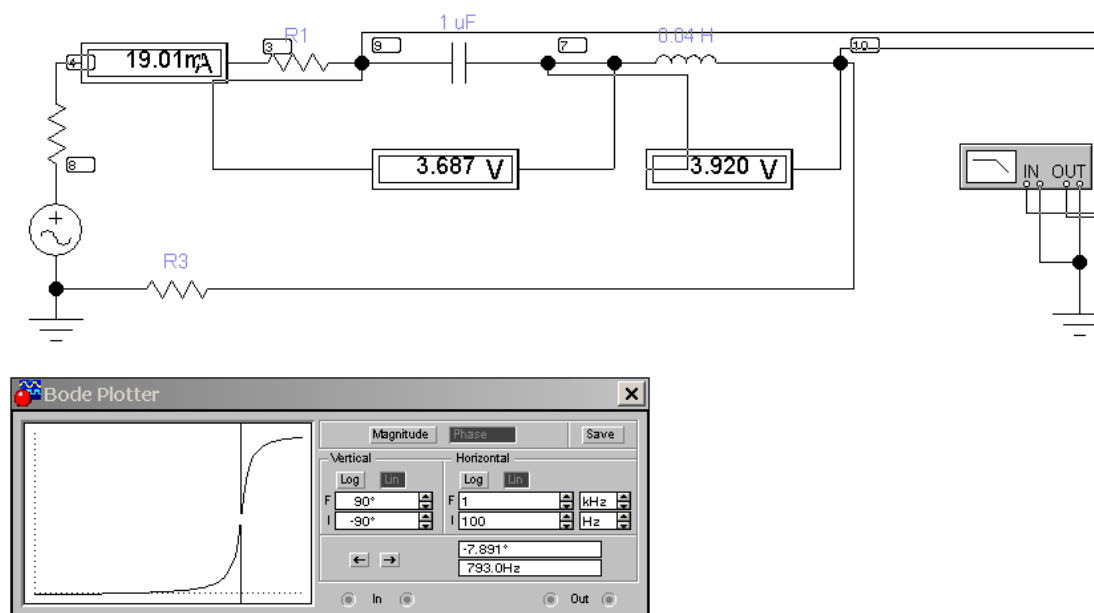 1 uF
R1
0.04 H
3
9
7
10
4
19.01mA
8
3.687 V
3.920 V
IN OUT
R3
Bode Plotter
Magnitude Phase Save
Vertical Horizontal
Log Lin Log Lin
F 90° F 1 kHz
I -90° I 100 Hz
-7.891°
793.0Hz
← →
In Out